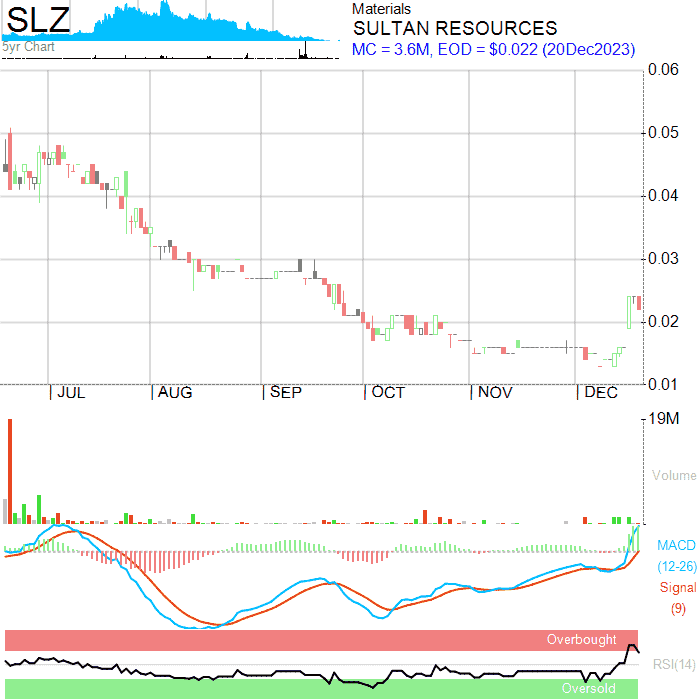 SLZ
5yr Chart
Materials
SULTAN RESOURCES
MC = 3.6M, EOD = $0.022 (20Dec2023)
0.06
0.05
0.04
0.03
0.02
0.01
JUL AUG SEP OCT NOV DEC
19M
Volume
MACD
(12-26)
Signal
(9)
Overbought
RSI(14)
Oversold